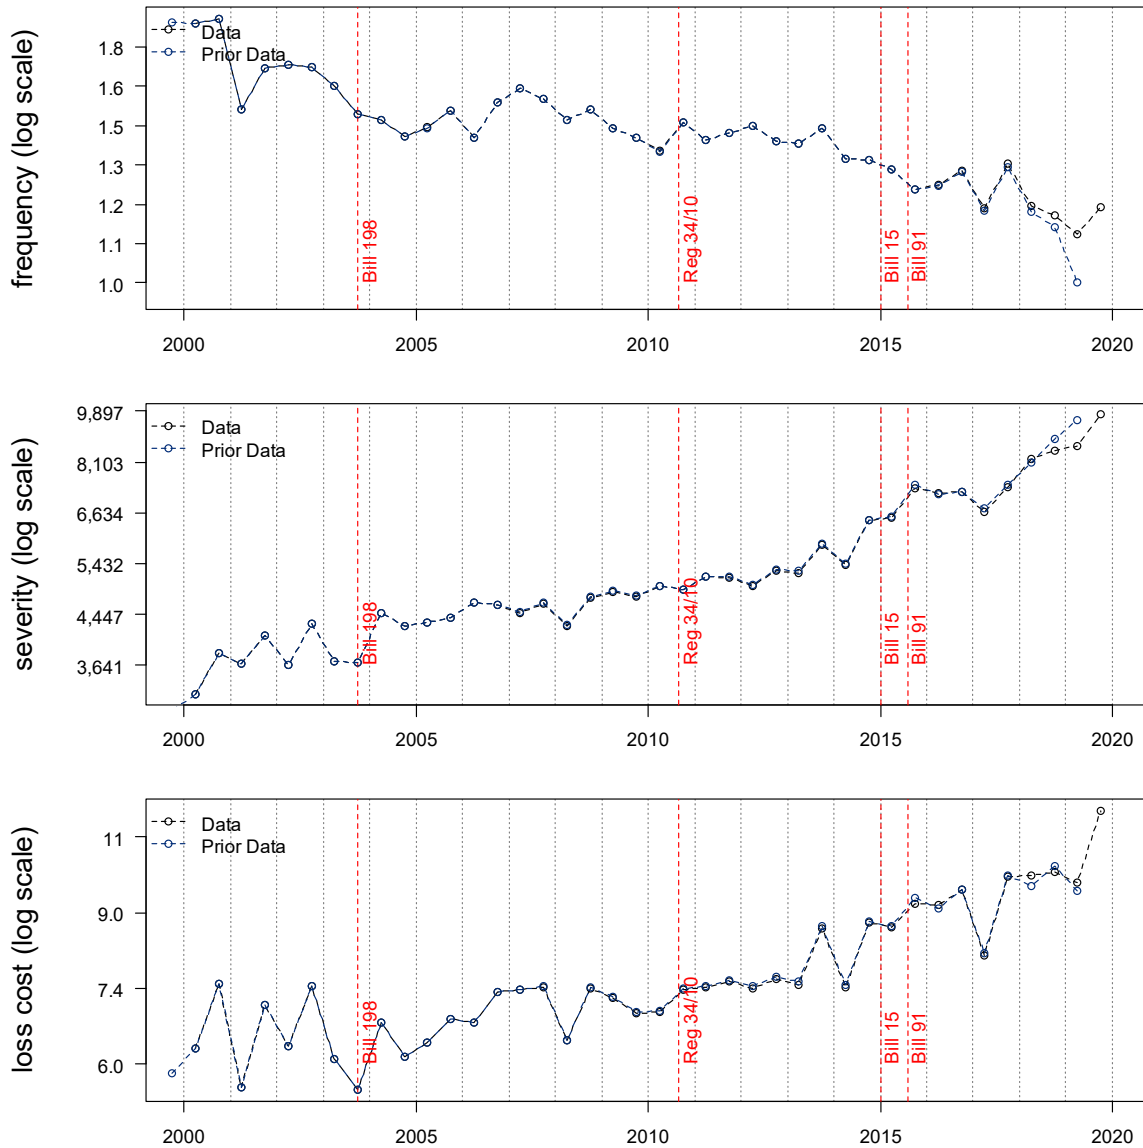 frequency (log scale)
1.8
1.6
1.5
1.3
1.2
1.1
1.0
Data
Prior Data
Bill 198
Reg 34/10
Bill 15
Bill 91
2000
2005
2010
2015
2020
severity (log scale)
9,897
8,103
6,634
5,432
4,447
3,641
Data
Prior Data
Bill 198
Reg 34/10
Bill 15
Bill 91
2000
2005
2010
2015
2020
loss cost (log scale)
11
9.0
7.4
6.0
Data
Prior Data
Bill 198
Reg 34/10
Bill 15
Bill 91
2000
2005
2010
2015
2020